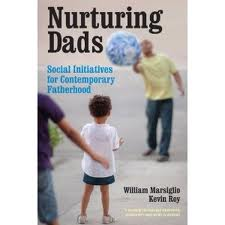 Nurturing
Dads
Social Initiatives
for Contemporary
Fatherhood
William Marsiglio
Kevin Roy